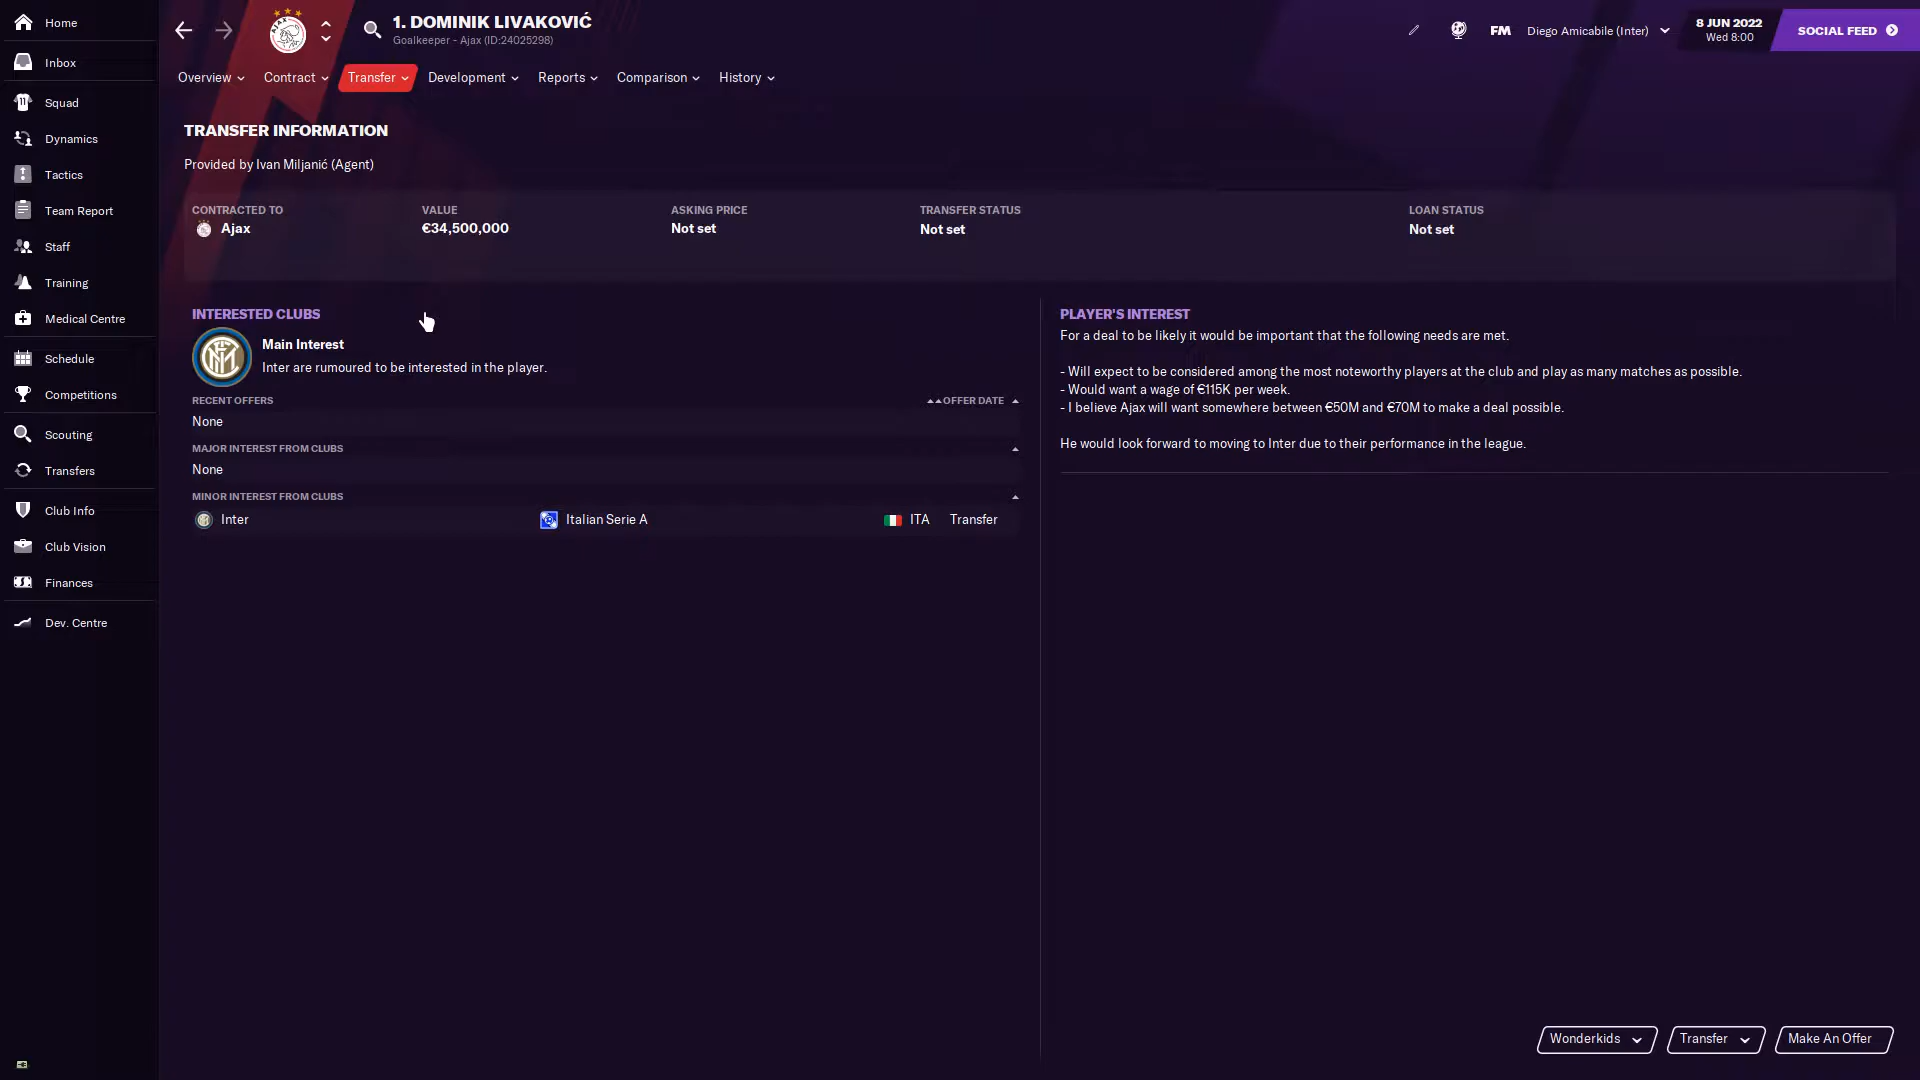 Home
Inbox
Squad
Dynamics
Tactics
Team Report
Staff
Training
Medical Centre
Schedule
Competitions
Scouting
Transfers
Club Info
Club Vision
Finances
Dev. Centre
1. DOMINIK LIVAKOVIĆ
Goalkeeper - Ajax (ID:24025298)
FM Diego Amicabile (Inter)
8 JUN 2022
Wed 8:00
SOCIAL FEED
Overview Contract Transfer Development Reports Comparison History
TRANSFER INFORMATION
Provided by Ivan Miljanić (Agent)
CONTRACTED TO VALUE ASKING PRICE TRANSFER STATUS LOAN STATUS
Ajax €34,500,000 Not set Not set Not set
INTERESTED CLUBS
Main Interest
Inter are rumoured to be interested in the player.
RECENT OFFERS OFFER DATE
None
MAJOR INTEREST FROM CLUBS
None
MINOR INTEREST FROM CLUBS
Inter Italian Serie A ITA Transfer
PLAYER'S INTEREST
For a deal to be likely it would be important that the following needs are met.
- Will expect to be considered among the most noteworthy players at the club and play as many matches as possible.
- Would want a wage of €115K per week.
- I believe Ajax will want somewhere between €50M and €70M to make a deal possible.
He would look forward to moving to Inter due to their performance in the league.
Wonderkids Transfer Make An Offer